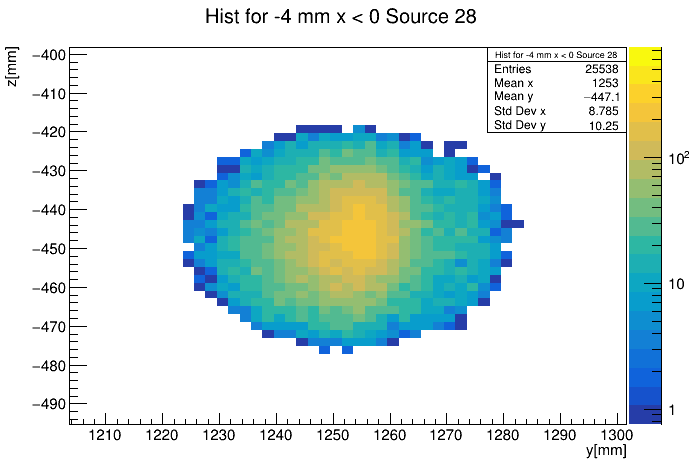 Hist for -4 mm x < 0 Source 28
z[mm]
−400
−410
−420
−430
−440
−450
−460
−470
−480
−490
1210 1220 1230 1240 1250 1260 1270 1280 1290 1300
y[mm]
Hist for -4 mm x < 0 Source 28
Entries 25538
Mean x 1253
Mean y −447.1
Std Dev x 8.785
Std Dev y 10.25
10²
10
1